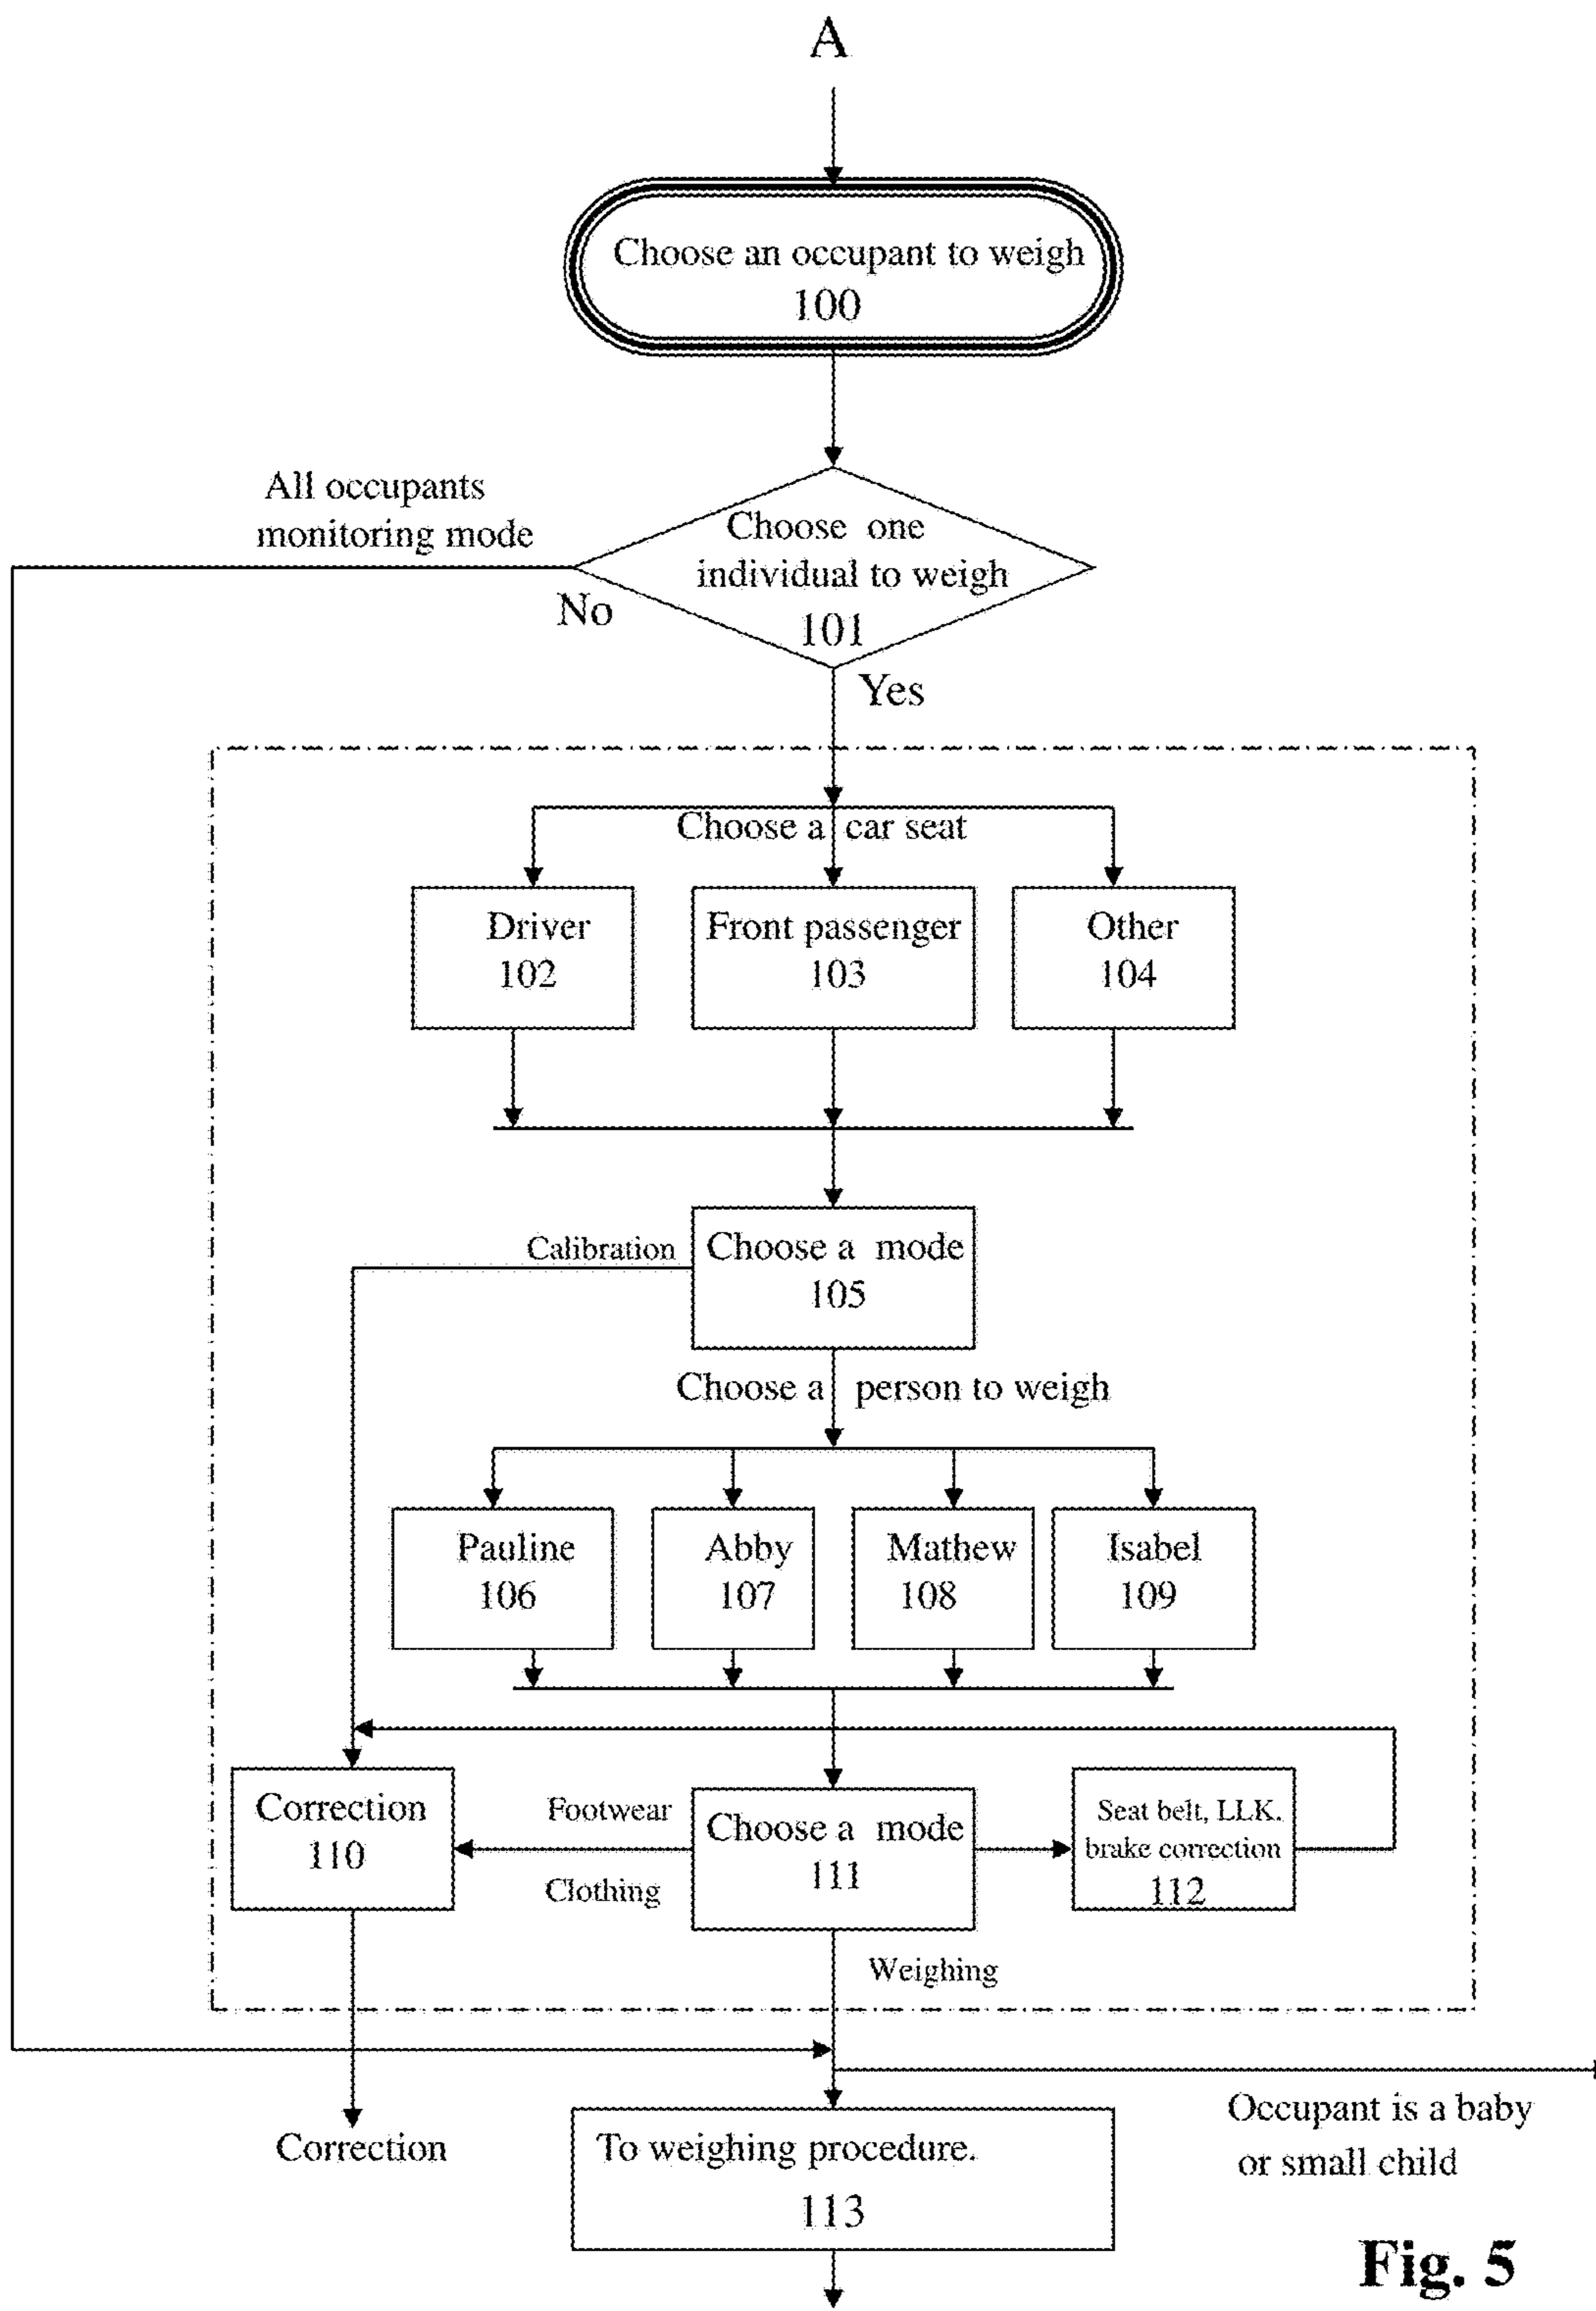 A
Choose an occupant to weigh
100
All occupants
monitoring mode
Choose one
individual to weigh
101
No
Yes
Choose a car seat
Driver
102
Front passenger
103
Other
104
Calibration
Choose a mode
105
Choose a person to weigh
Pauline
106
Abby
107
Mathew
108
Isabel
109
Correction
110
Footwear
Clothing
Choose a mode
111
Seat belt, LLK.
brake correction
112
Weighing
Correction
To weighing procedure.
113
Occupant is a baby
or small child
Fig. 5